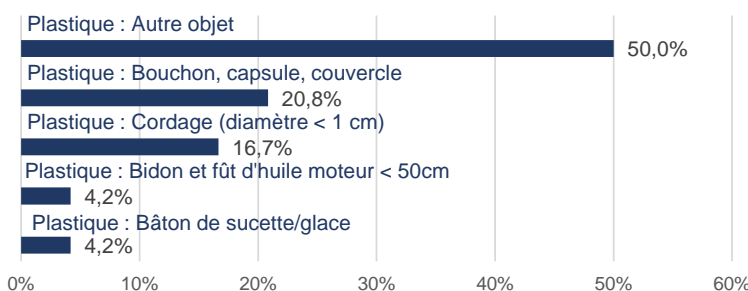 Plastique : Autre objet
50,0%
Plastique : Bouchon, capsule, couvercle
20,8%
Plastique : Cordage (diamètre < 1 cm)
16,7%
Plastique : Bidon et fût d'huile moteur < 50cm
4,2%
Plastique : Bâton de sucette/glace
4,2%
0% 10% 20% 30% 40% 50% 60%